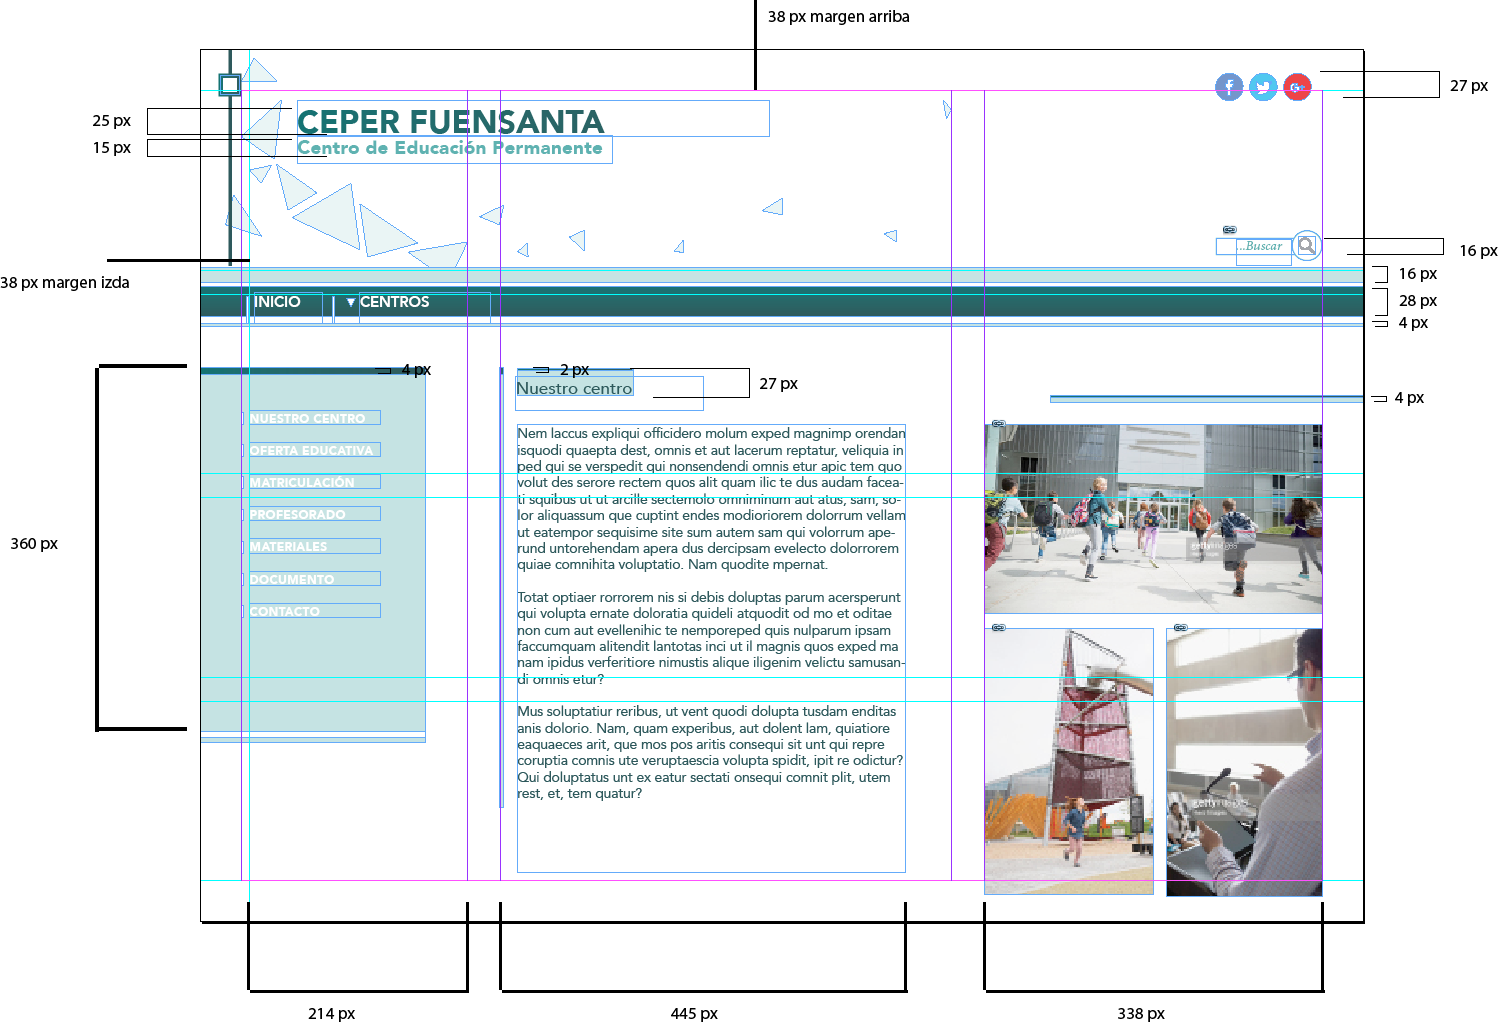 38 px margen arriba
27 px
25 px
CEPER FUENSANTA
15 px
Centro de Educación Permanente
...Buscar
16 px
38 px margen izda
16 px
INICIO
CENTROS
28 px
4 px
4 px
2 px
27 px
Nuestro centro
4 px
NUESTRO CENTRO
OFERTA EDUCATIVA
MATRICULACIÓN
PROFESORADO
MATERIALES
DOCUMENTO
CONTACTO
360 px
Nem laccus expliqui officidero molum exped magnimp orendan
isquodi quaepta dest, omnis et aut lacerum reptatur, veliquia in
ped qui se verspedit qui nonsendendi omnis etur apic tem quo
volut des serore rectem quos alit quam ilic te dus audam facea-
ti squibus ut ut arcille sectemolo omniminum aut atus, sam, so-
lor aliquassum que cuptint endes modioriorem dolorrum vellam
ut eatempor sequisime site sum autem sam qui volorrum ape-
rund untorehendam apera dus dercipsam evelecto dolorrorem
quiae comnihita voluptatio. Nam quodite mpernat.
Totat optiaer rorrorem nis si debis doluptas parum acersperunt
qui volupta ernate doloratia quideli atquodit od mo et oditae
non cum aut evellenihic te nemporeped quis nulparum ipsam
faccumquam alitendit lantotas inci ut il magnis quos exped ma
nam ipidus verferitiore nimustis alique iligenim velictu samusan-
di omnis etur?
Mus soluptatiur reribus, ut vent quodi dolupta tusdam enditas
anis dolorio. Nam, quam experibus, aut dolent lam, quiatiore
eaquaeces arit, que mos pos aritis consequi sit unt qui repre
coruptia comnis ute veruptaescia volupta spidit, ipit re odictur?
Qui doluptatus unt ex eatur sectati onsequi comnit plit, utem
rest, et, tem quatur?
gettyimages
gettyimages
214 px
445 px
338 px